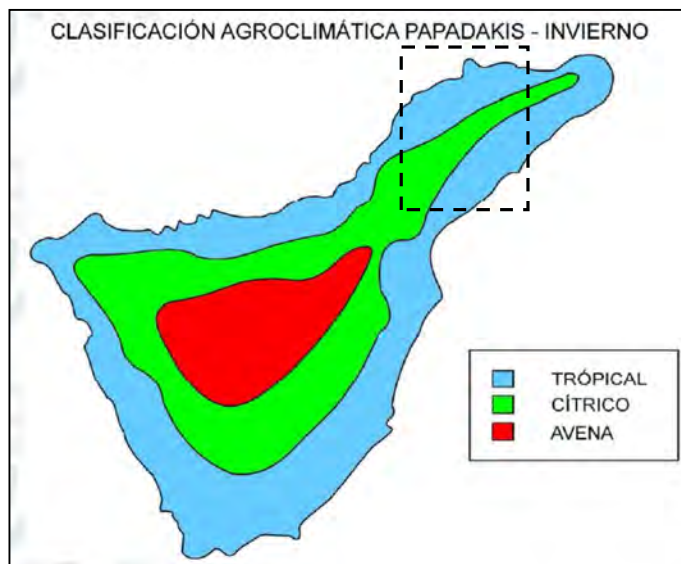 CLASIFICACIÓN AGROCLIMÁTICA PAPADAKIS - INVIERNO
TRÓPICAL
CÍTRICO
AVENA